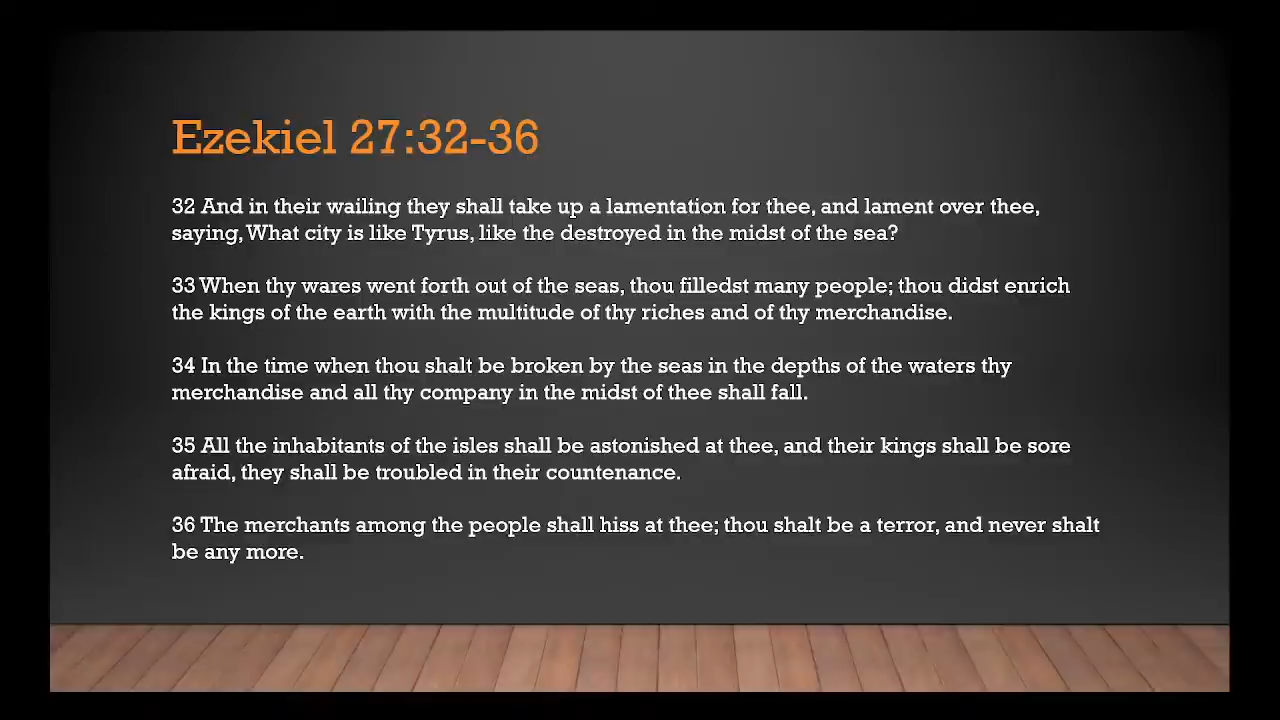 Ezekiel 27:32-36
32 And in their wailing they shall take up a lamentation for thee, and lament over thee,
saying, What city is like Tyrus, like the destroyed in the midst of the sea?
33 When thy wares went forth out of the seas, thou filledst many people; thou didst enrich
the kings of the earth with the multitude of thy riches and of thy merchandise.
34 In the time when thou shalt be broken by the seas in the depths of the waters thy
merchandise and all thy company in the midst of thee shall fall.
35 All the inhabitants of the isles shall be astonished at thee, and their kings shall be sore
afraid, they shall be troubled in their countenance.
36 The merchants among the people shall hiss at thee; thou shalt be a terror, and never shalt
be any more.